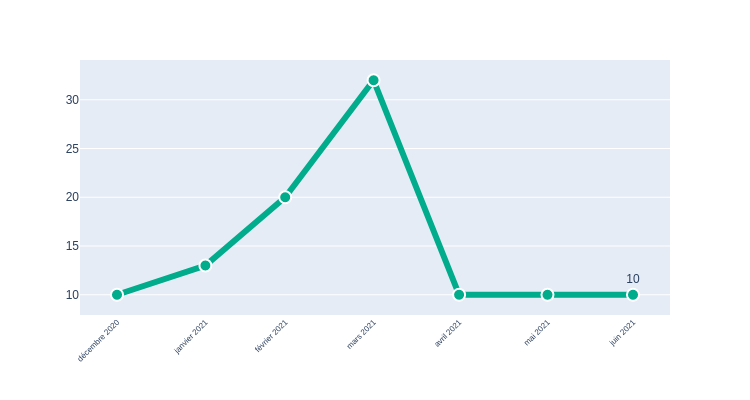 30
25
20
15
10
10
décembre 2020
janvier 2021
février 2021
mars 2021
avril 2021
mai 2021
juin 2021